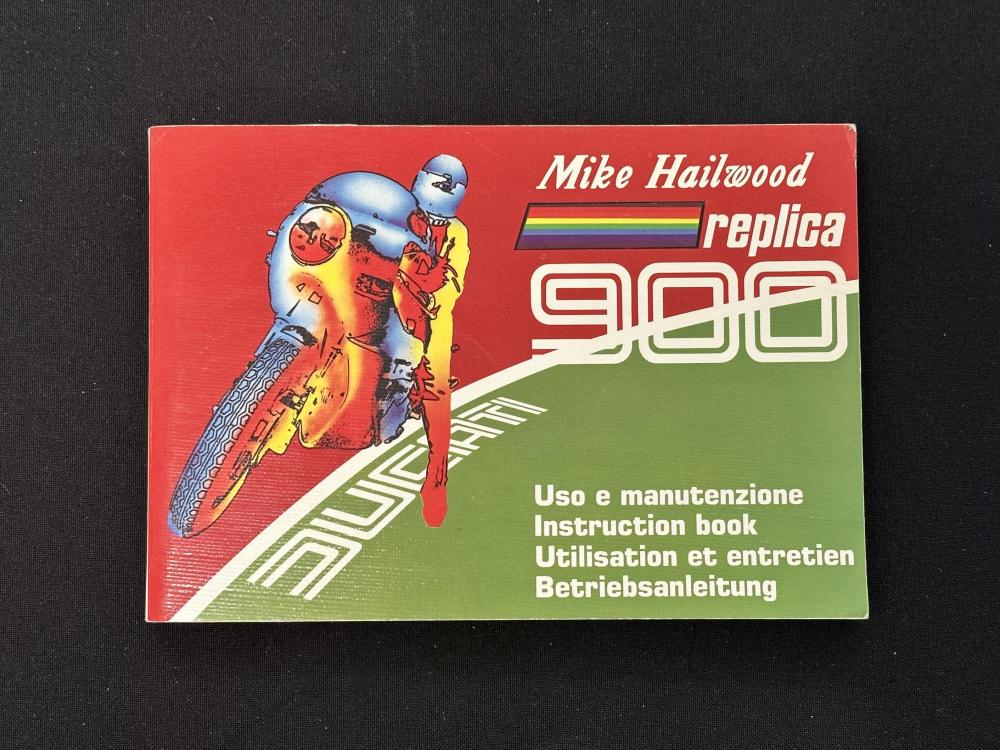 Mike Hailwood
replica
900
DUCATI
Uso e manutenzione
Instruction book
Utilisation et entretien
Betriebsanleitung